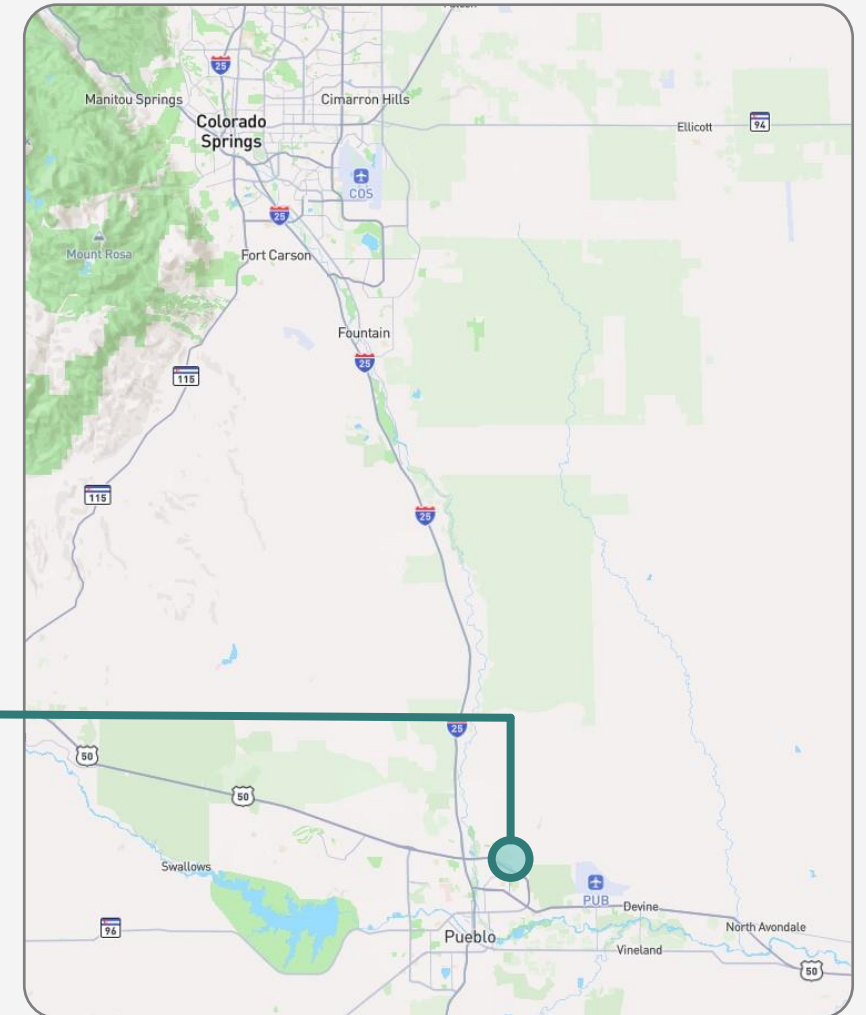 25
Manitou Springs
Cimarron Hills
Colorado
Springs
Ellicott
94
COS
25
Mount Rosa
Fort Carson
Fountain
25
115
115
25
25
50
50
Swallows
PUB
Devine
96
Pueblo
North Avondale
Vineland
50